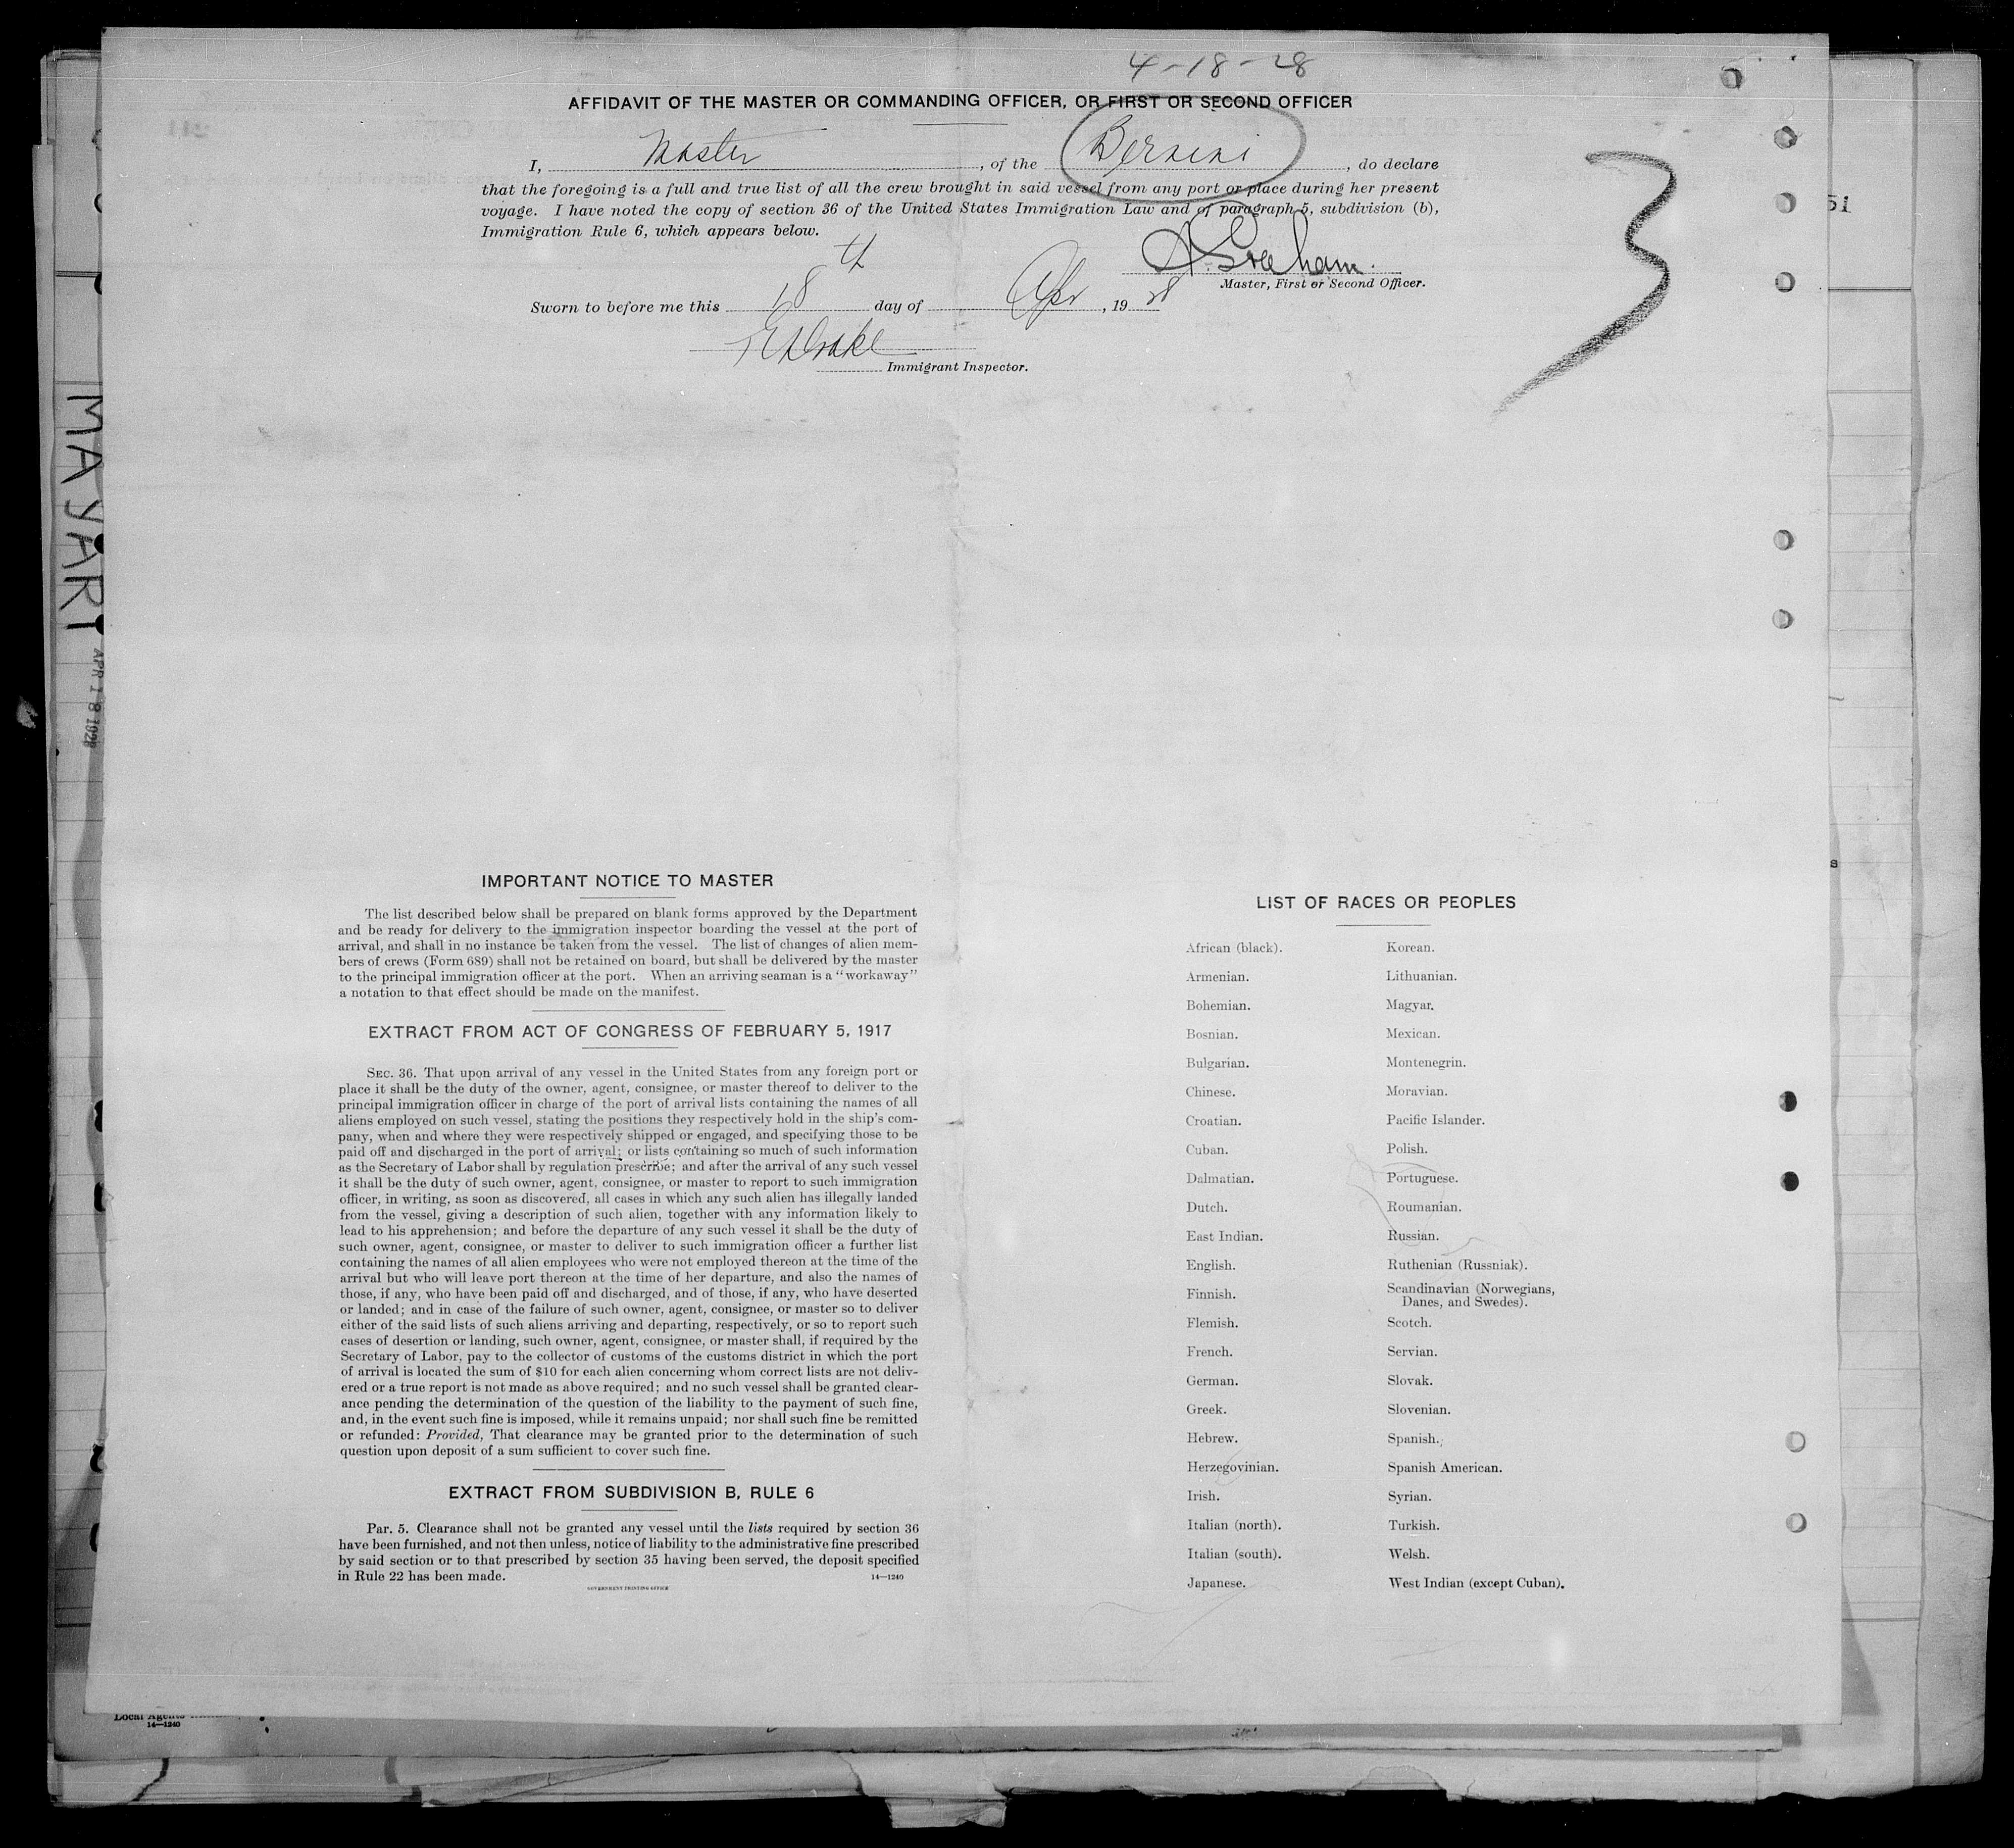 4-18-28
AFFIDAVIT OF THE MASTER OR COMMANDING OFFICER, OR FIRST OR SECOND OFFICER
I, Master, of the Bernini, do declare
that the foregoing is a full and true list of all the crew brought in said vessel from any port or place during her present
voyage. I have noted the copy of section 36 of the United States Immigration Law and of paragraph 5, subdivision (b),
Immigration Rule 6, which appears below.
A. Graham.
Master, First or Second Officer.
Sworn to before me this 18th day of Apr, 1928
Drake
Immigrant Inspector.
3
51
MAYARI
APR 18 1928
IMPORTANT NOTICE TO MASTER
The list described below shall be prepared on blank forms approved by the Department
and be ready for delivery to the immigration inspector boarding the vessel at the port of
arrival, and shall in no instance be taken from the vessel. The list of changes of alien mem-
bers of crews (Form 689) shall not be retained on board, but shall be delivered by the master
to the principal immigration officer at the port. When an arriving seaman is a "workaway"
a notation to that effect should be made on the manifest.
EXTRACT FROM ACT OF CONGRESS OF FEBRUARY 5, 1917
SEC. 36. That upon arrival of any vessel in the United States from any foreign port or
place it shall be the duty of the owner, agent, consignee, or master thereof to deliver to the
principal immigration officer in charge of the port of arrival lists containing the names of all
aliens employed on such vessel, stating the positions they respectively hold in the ship's com-
pany, when and where they were respectively shipped or engaged, and specifying those to be
paid off and discharged in the port of arrival; or lists containing so much of such information
as the Secretary of Labor shall by regulation prescribe; and after the arrival of any such vessel
it shall be the duty of such owner, agent, consignee, or master to report to such immigration
officer, in writing, as soon as discovered, all cases in which any such alien has illegally landed
from the vessel, giving a description of such alien, together with any information likely to
lead to his apprehension; and before the departure of any such vessel it shall be the duty of
such owner, agent, consignee, or master to deliver to such immigration officer a further list
containing the names of all alien employees who were not employed thereon at the time of the
arrival but who will leave port thereon at the time of her departure, and also the names of
those, if any, who have been paid off and discharged, and of those, if any, who have deserted
or landed; and in case of the failure of such owner, agent, consignee, or master so to deliver
either of the said lists of such aliens arriving and departing, respectively, or so to report such
cases of desertion or landing, such owner, agent, consignee, or master shall, if required by the
Secretary of Labor, pay to the collector of customs of the customs district in which the port
of arrival is located the sum of $10 for each alien concerning whom correct lists are not deliv-
ered or a true report is not made as above required; and no such vessel shall be granted clear-
ance pending the determination of the question of the liability to the payment of such fine,
and, in the event such fine is imposed, while it remains unpaid; nor shall such fine be remitted
or refunded: Provided, That clearance may be granted prior to the determination of such
question upon deposit of a sum sufficient to cover such fine.
EXTRACT FROM SUBDIVISION B, RULE 6
Par. 5. Clearance shall not be granted any vessel until the lists required by section 36
have been furnished, and not then unless, notice of liability to the administrative fine prescribed
by said section or to that prescribed by section 35 having been served, the deposit specified
in Rule 22 has been made.
14—1240
GOVERNMENT PRINTING OFFICE
LIST OF RACES OR PEOPLES
African (black).
Armenian.
Bohemian.
Bosnian.
Bulgarian.
Chinese.
Croatian.
Cuban.
Dalmatian.
Dutch.
East Indian.
English.
Finnish.
Flemish.
French.
German.
Greek.
Hebrew.
Herzegovinian.
Irish.
Italian (north).
Italian (south).
Japanese.
Korean.
Lithuanian.
Magyar.
Mexican.
Montenegrin.
Moravian.
Pacific Islander.
Polish.
Portuguese.
Roumanian.
Russian.
Ruthenian (Russniak).
Scandinavian (Norwegians,
Danes, and Swedes).
Scotch.
Servian.
Slovak.
Slovenian.
Spanish.
Spanish American.
Syrian.
Turkish.
Welsh.
West Indian (except Cuban).
Local Agents
14—1240